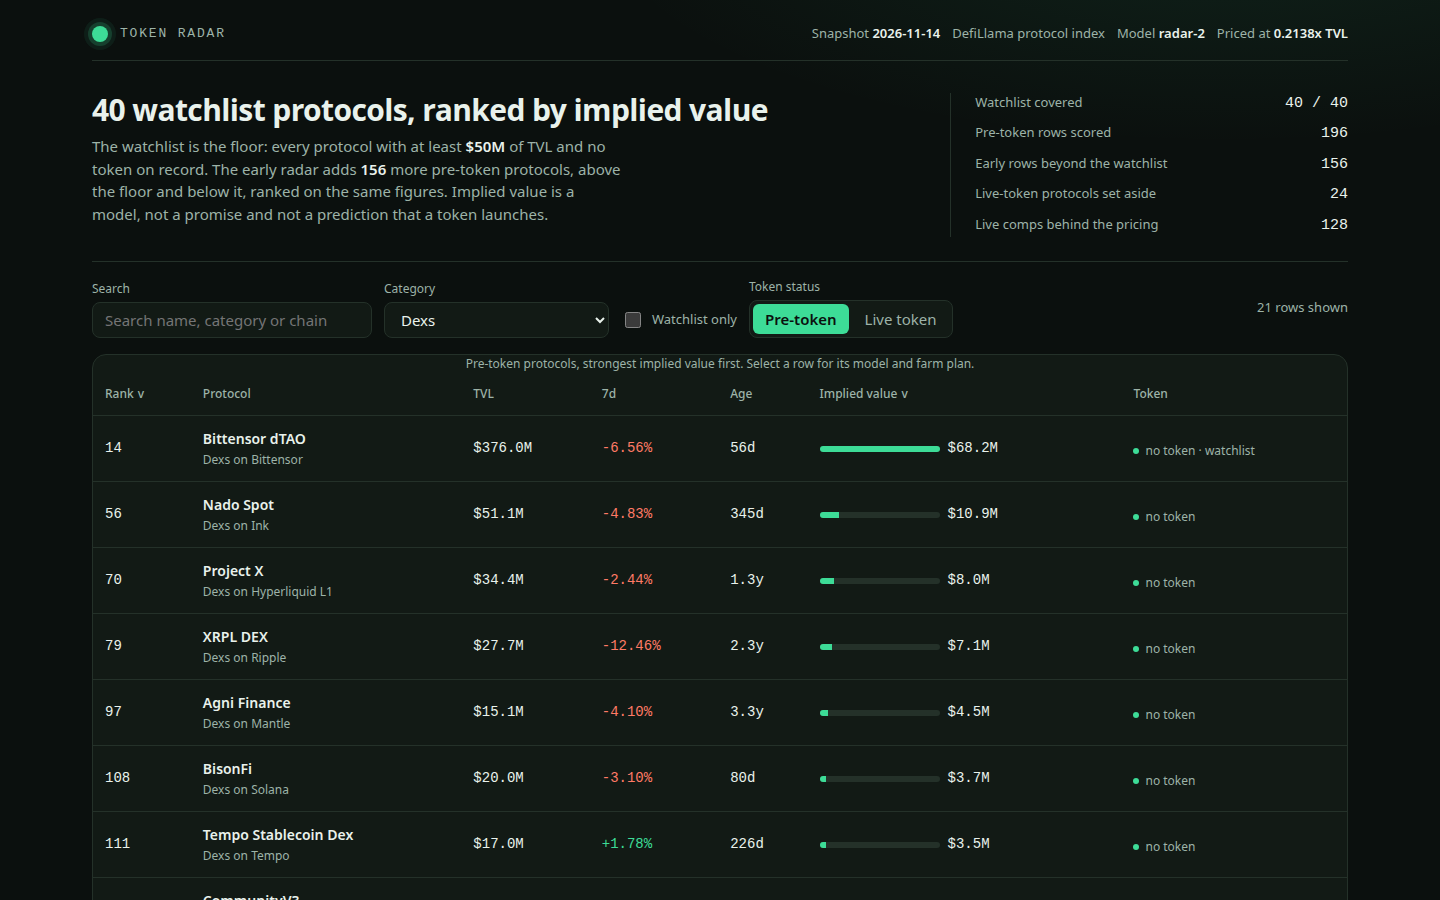 TOKEN RADAR
Snapshot 2026-11-14 DefiLlama protocol index Model radar-2 Priced at 0.2138x TVL
40 watchlist protocols, ranked by implied value
The watchlist is the floor: every protocol with at least $50M of TVL and no
token on record. The early radar adds 156 more pre-token protocols, above
the floor and below it, ranked on the same figures. Implied value is a
model, not a promise and not a prediction that a token launches.
Watchlist covered 40 / 40
Pre-token rows scored 196
Early rows beyond the watchlist 156
Live-token protocols set aside 24
Live comps behind the pricing 128
Search
Search name, category or chain
Category
Dexs
Watchlist only
Token status
Pre-token Live token
21 rows shown
Pre-token protocols, strongest implied value first. Select a row for its model and farm plan.
Rank v Protocol TVL 7d Age Implied value v Token
14 Bittensor dTAO $376.0M -6.56% 56d $68.2M no token · watchlist
Dexs on Bittensor
56 Nado Spot $51.1M -4.83% 345d $10.9M no token
Dexs on Ink
70 Project X $34.4M -2.44% 1.3y $8.0M no token
Dexs on Hyperliquid L1
79 XRPL DEX $27.7M -12.46% 2.3y $7.1M no token
Dexs on Ripple
97 Agni Finance $15.1M -4.10% 3.3y $4.5M no token
Dexs on Mantle
108 BisonFi $20.0M -3.10% 80d $3.7M no token
Dexs on Solana
111 Tempo Stablecoin Dex $17.0M +1.78% 226d $3.5M no token
Dexs on Tempo